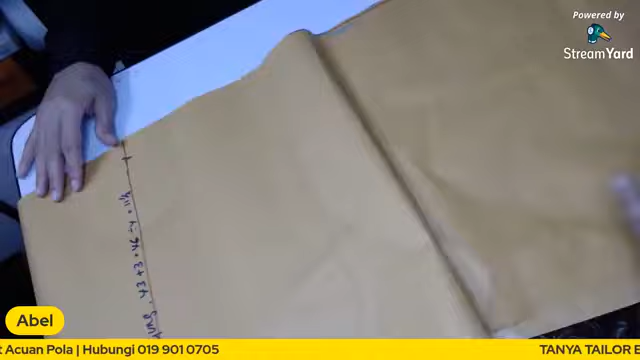 Powered by
StreamYard
Abel
t Acuan Pola | Hubungi 019 901 0705
TANYA TAILOR E